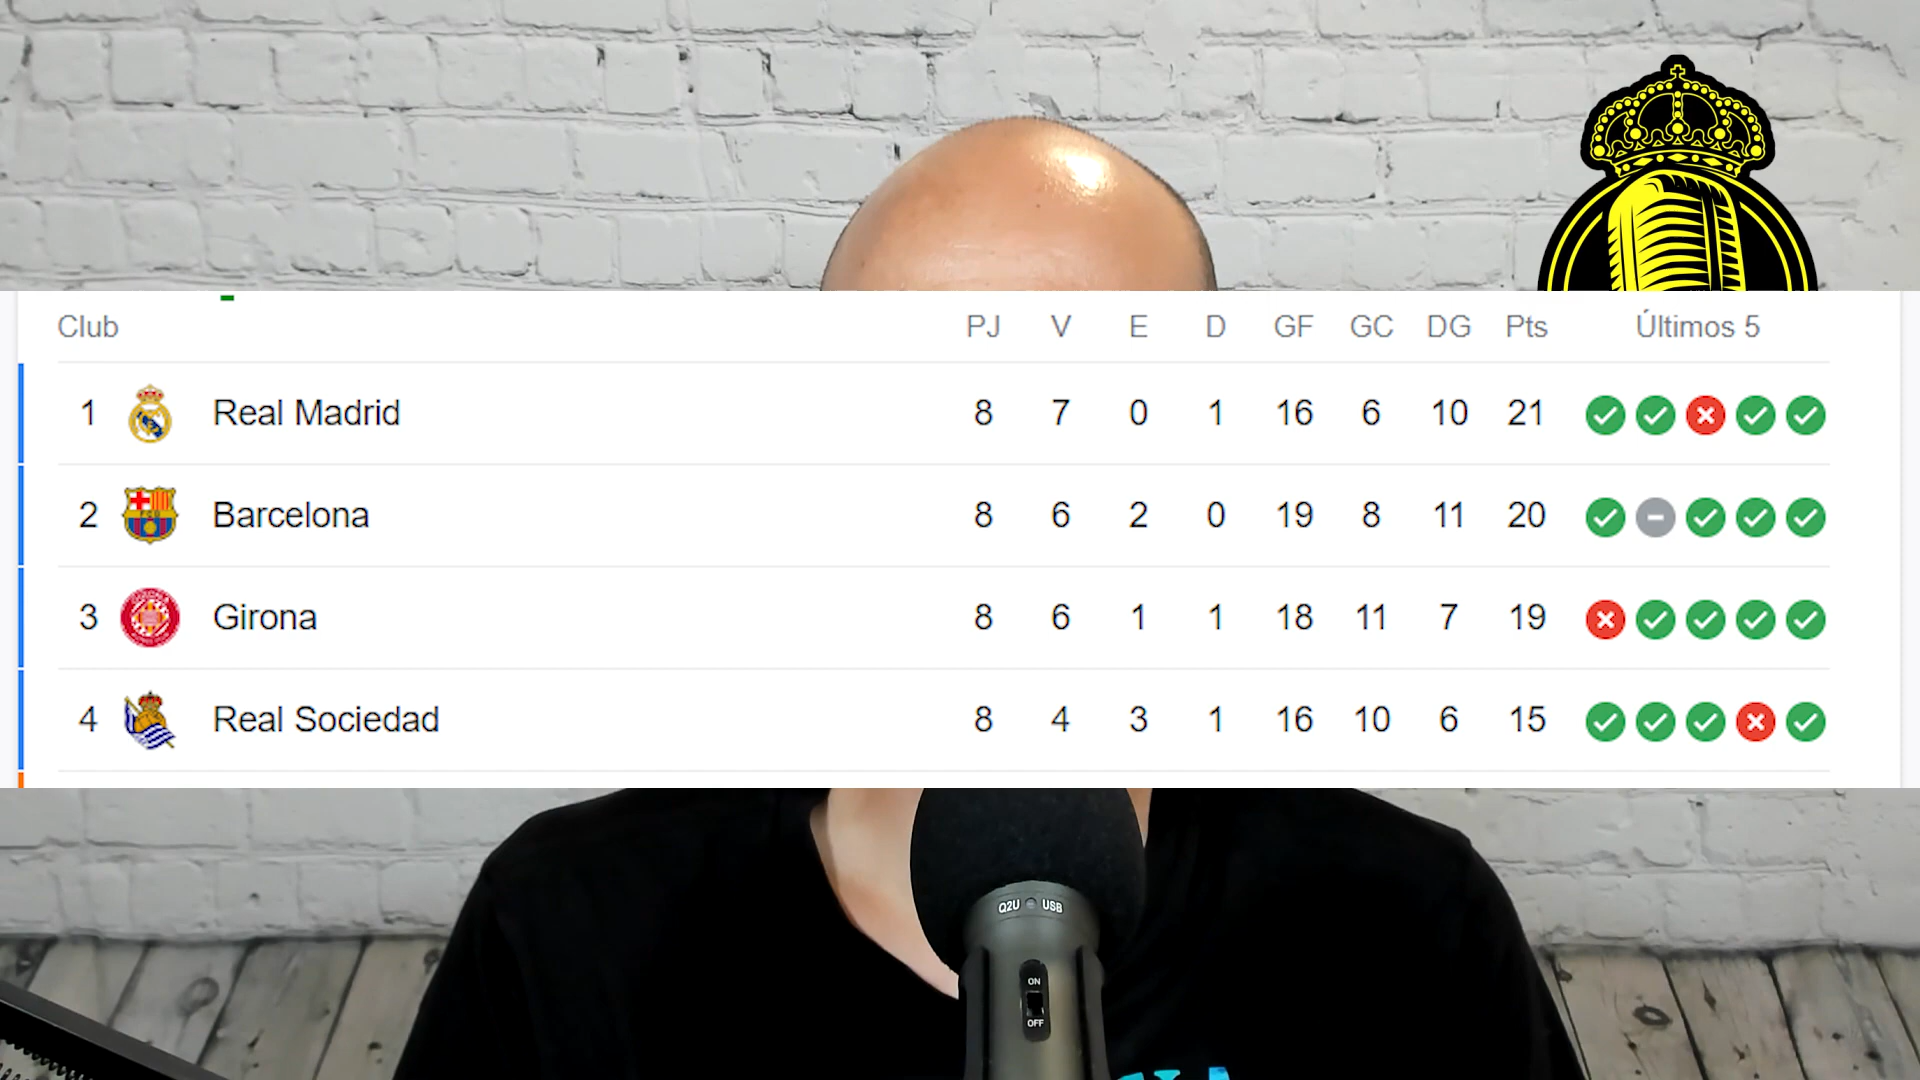 Club PJ V E D GF GC DG Pts Últimos 5
1 Real Madrid 8 7 0 1 16 6 10 21
2 Barcelona 8 6 2 0 19 8 11 20
3 Girona 8 6 1 1 18 11 7 19
4 Real Sociedad 8 4 3 1 16 10 6 15
Q2U USB
ON
OFF